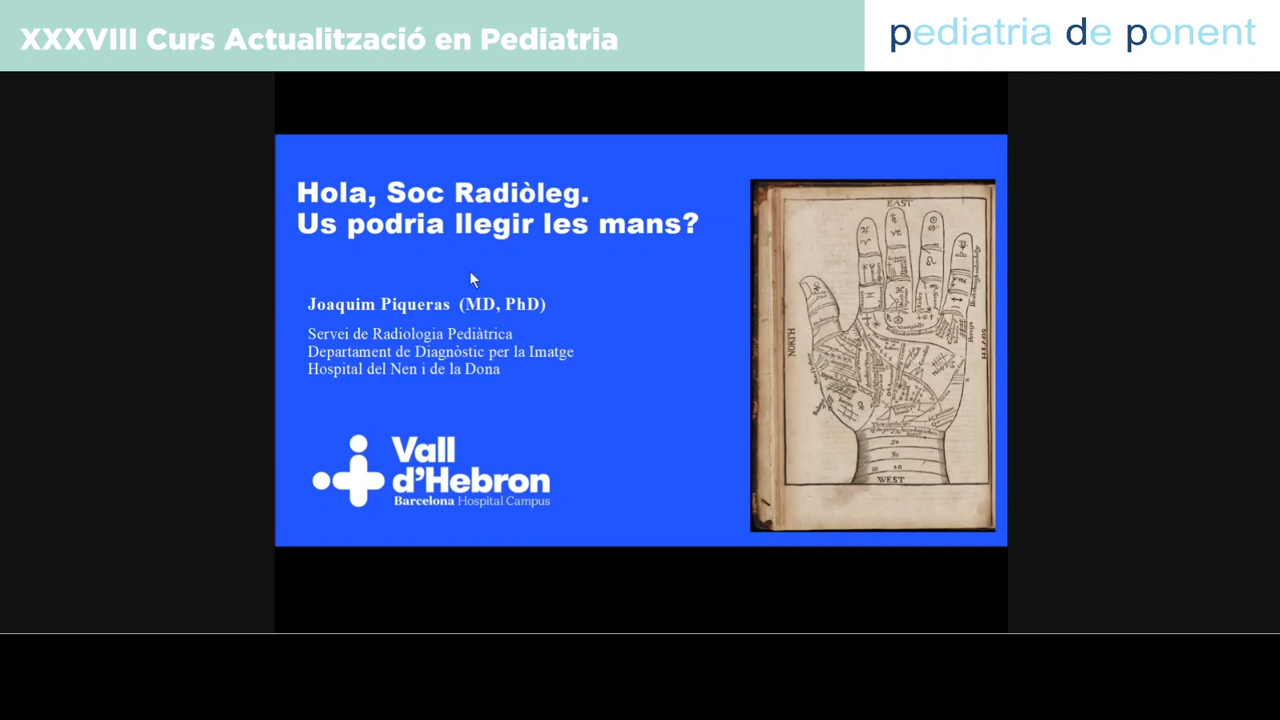 XXXVIII Curs Actualització en Pediatria
pediatria de ponent
Hola, Soc Radiòleg.
Us podria llegir les mans?
Joaquim Piqueras (MD, PhD)
Servei de Radiologia Pediàtrica
Departament de Diagnòstic per la Imatge
Hospital del Nen i de la Dona
Vall
d'Hebron
Barcelona Hospital Campus
EAST
NORTH
SOUTH
WEST